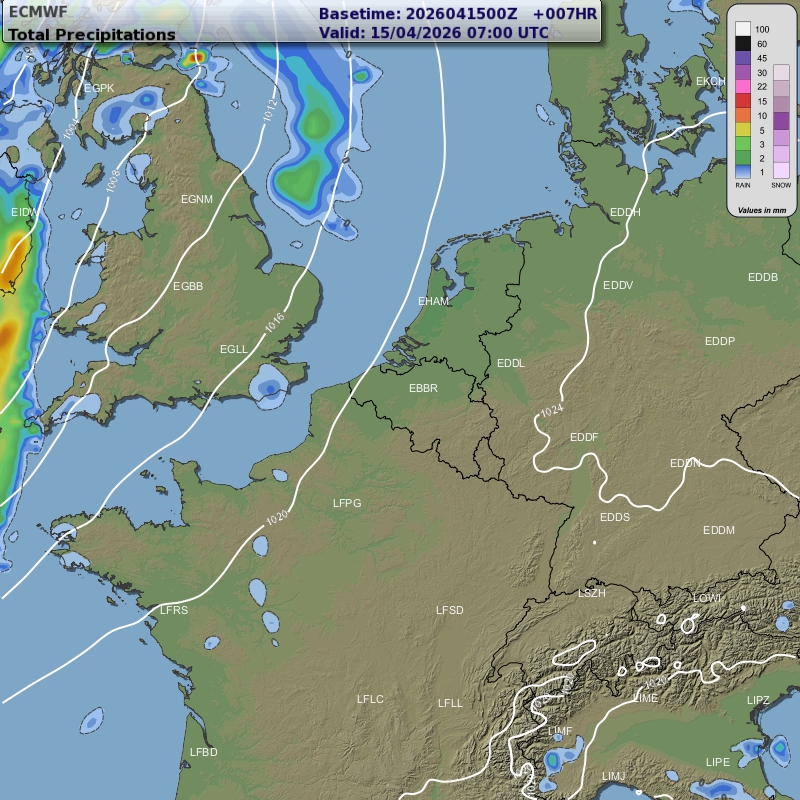 ECMWF
Basetime: 2026041500Z +007HR
Total Precipitations
Valid: 15/04/2026 07:00 UTC
100
60
45
30
22
15
10
5
3
2
1
RAIN SNOW
Values in mm
EKCH
EGPK
1012
1004
1008
EGNM
EIDW
EDDH
EGBB
EDDV
EDDB
EHAM
1016
EGLL
EDDP
EDDL
EBBR
1024
EDDF
EDDN
LFPG
1020
EDDS
EDDM
LSZH
LOWI
LFRS
LFSD
1020
LFLC
LFLL
LIME
LIPZ
LIMF
LFBD
LIPE
LIMJ